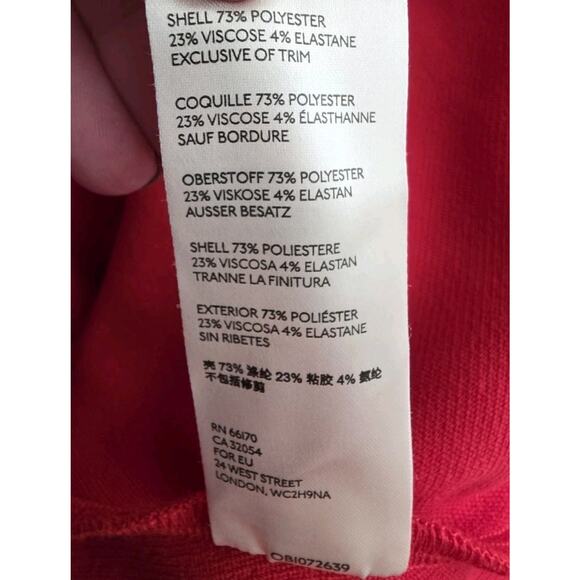 SHELL 73% POLYESTER
23% VISCOSE 4% ELASTANE
EXCLUSIVE OF TRIM
COQUILLE 73% POLYESTER
23% VISCOSE 4% ÉLASTHANNE
SAUF BORDURE
OBERSTOFF 73% POLYESTER
23% VISKOSE 4% ELASTAN
AUSSER BESATZ
SHELL 73% POLIESTERE
23% VISCOSA 4% ELASTAN
TRANNE LA FINITURA
EXTERIOR 73% POLIÉSTER
23% VISCOSA 4% ELASTANE
SIN RIBETES
壳 73% 涤纶 23% 粘胶 4% 氨纶
不包括修剪
RN 66170
CA 32054
FOR EU
24 WEST STREET
LONDON, WC2H9NA
OB1072639